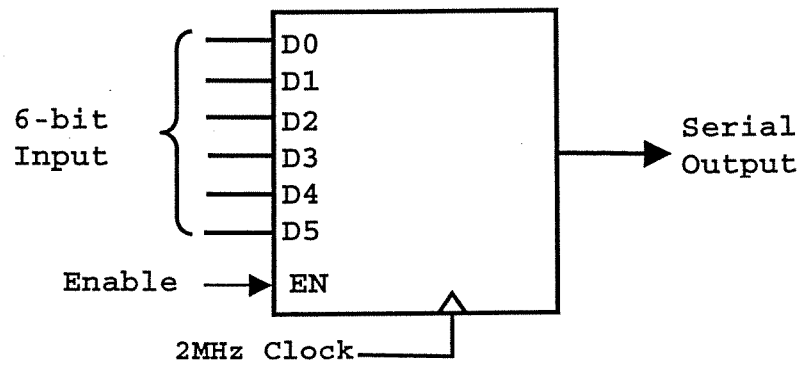 6-bit
Input
D0
D1
D2
D3
D4
D5
Enable
EN
2MHz Clock
Serial
Output